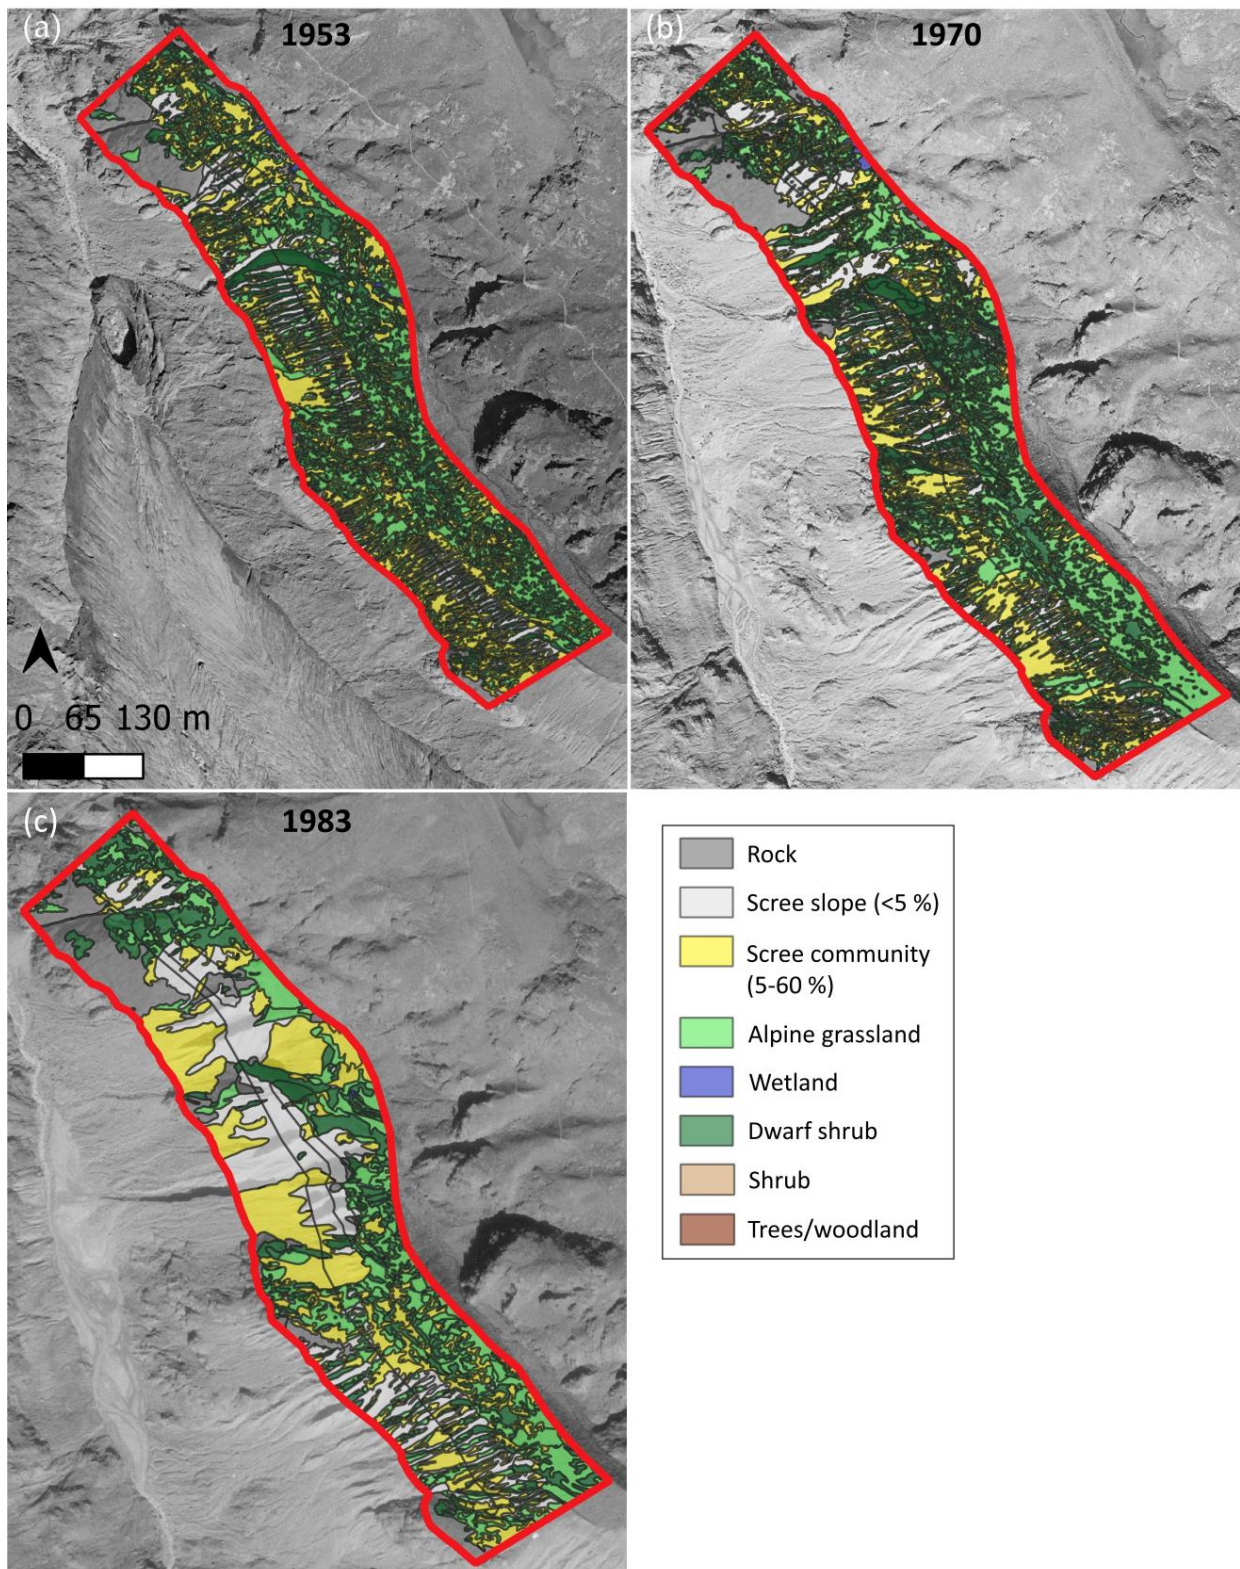 (a)
1953
(b)
1970
0 65 130 m
(c)
1983
Rock
Scree slope (<5 %)
Scree community
(5-60 %)
Alpine grassland
Wetland
Dwarf shrub
Shrub
Trees/woodland